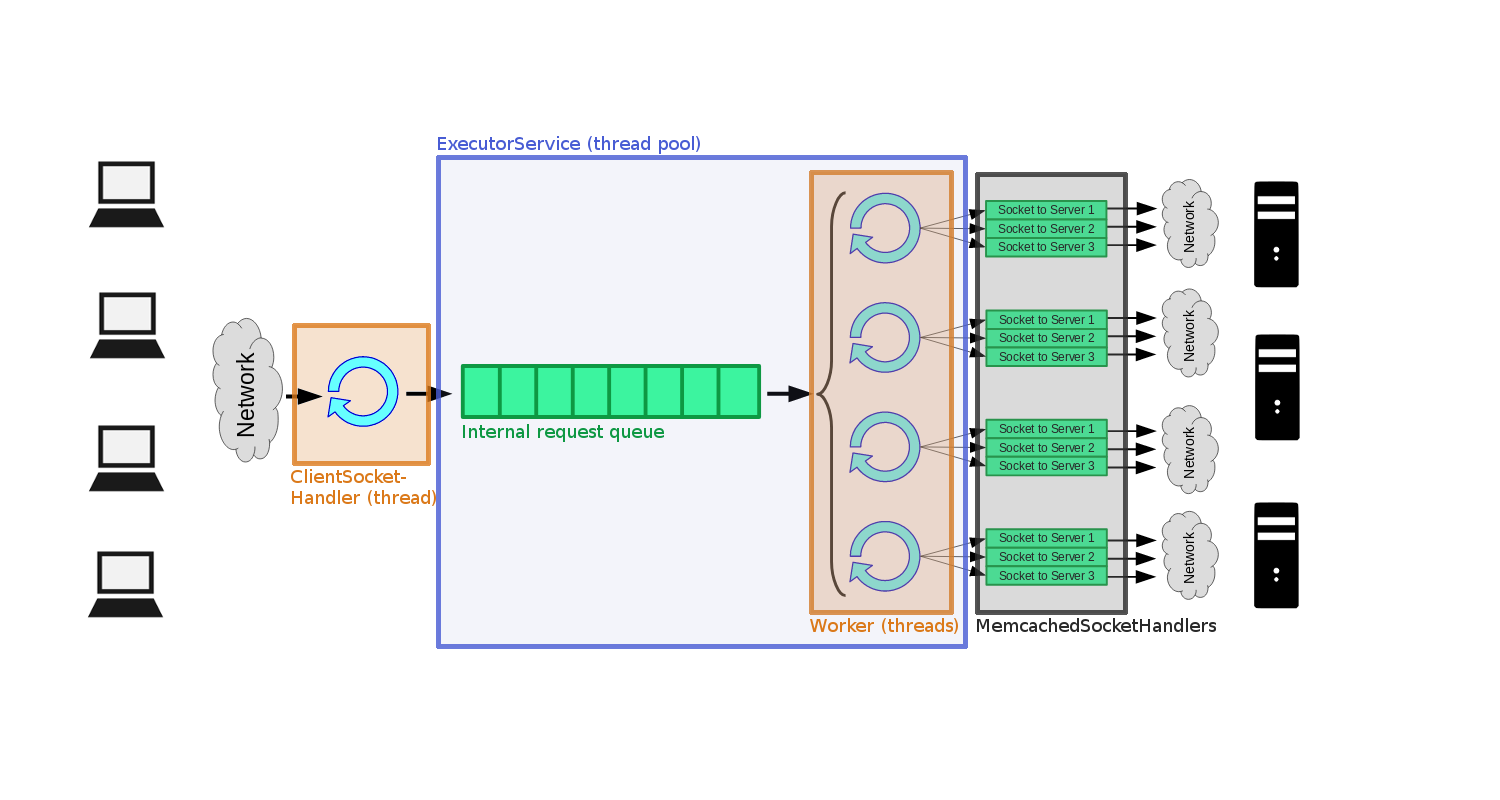 ExecutorService (thread pool)
Network
ClientSocket-
Handler (thread)
Internal request queue
Worker (threads)
Socket to Server 1
Socket to Server 2
Socket to Server 3
Socket to Server 1
Socket to Server 2
Socket to Server 3
Socket to Server 1
Socket to Server 2
Socket to Server 3
Socket to Server 1
Socket to Server 2
Socket to Server 3
MemcachedSocketHandlers
Network
Network
Network
Network